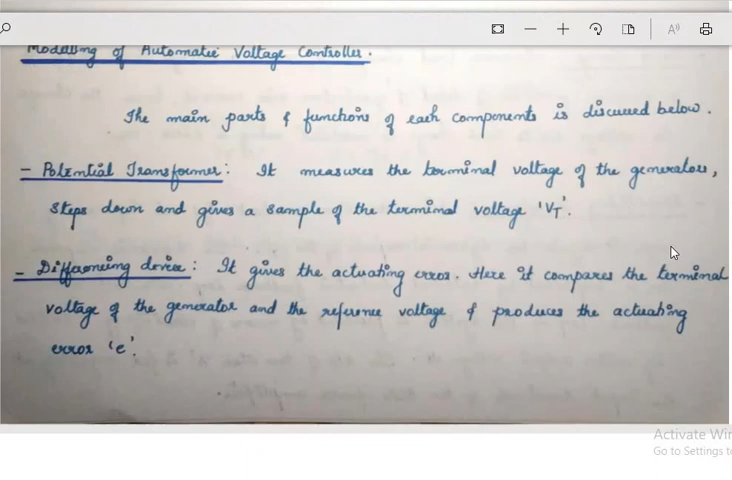 Modelling of Automatic Voltage Controller.
The main parts & functions of each components is discussed below.
- Potential Transformer: It measures the terminal voltage of the generators,
steps down and gives a sample of the terminal voltage 'VT'.
- Differencing device: It gives the actuating error. Here it compares the terminal
voltage of the generator and the reference voltage & produces the actuating
error 'e'.
Activate Win
Go to Settings to